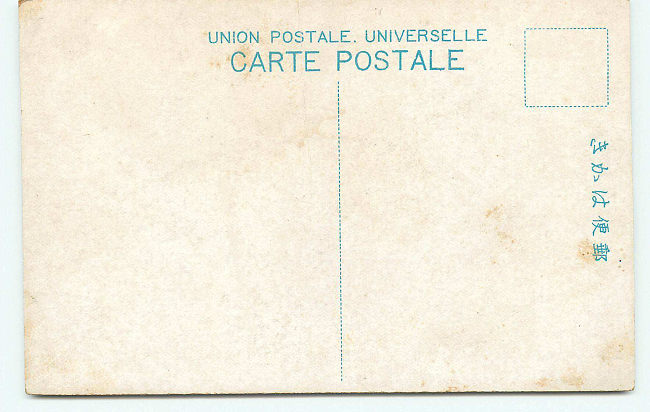 UNION POSTALE. UNIVERSELLE
CARTE POSTALE
郵便はかき